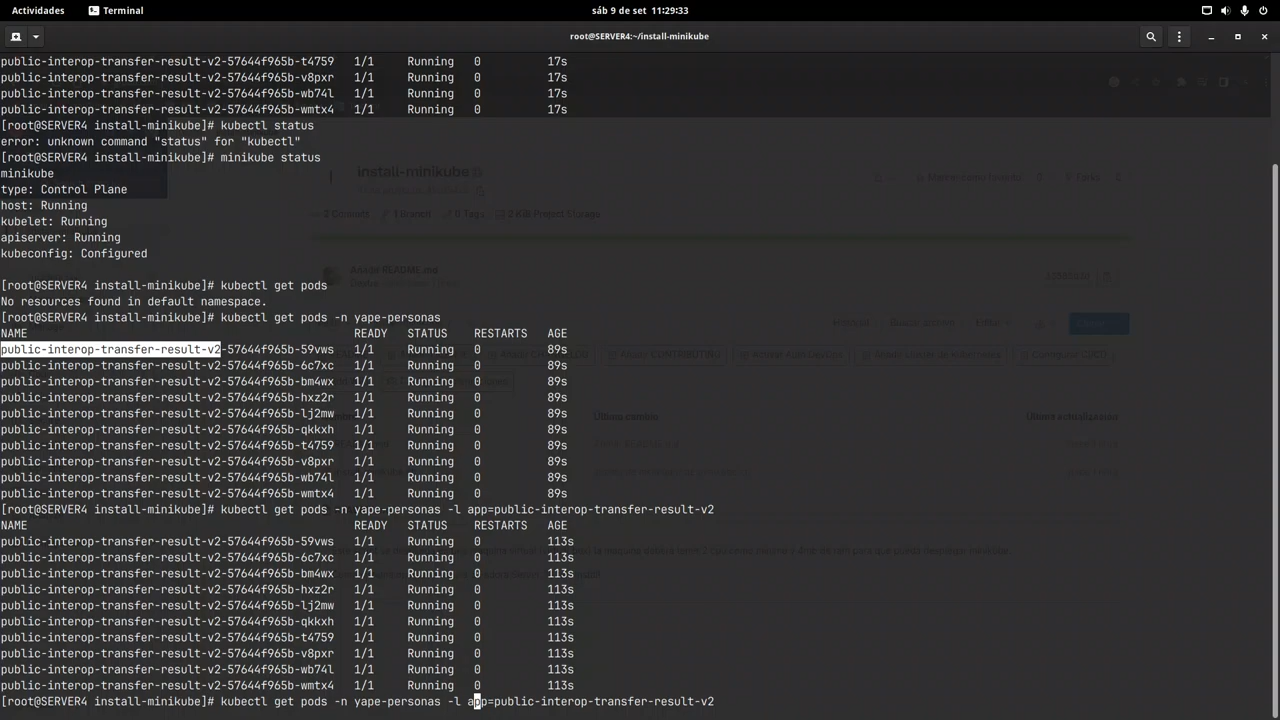 Actividades Terminal sáb 9 de set 11:29:33
root@SERVER4:~/install-minikube
public-interop-transfer-result-v2-57644f965b-t4759 1/1 Running 0 17s
public-interop-transfer-result-v2-57644f965b-v8pxr 1/1 Running 0 17s
public-interop-transfer-result-v2-57644f965b-wb74l 1/1 Running 0 17s
public-interop-transfer-result-v2-57644f965b-wmtx4 1/1 Running 0 17s
[root@SERVER4 install-minikube]# kubectl status
error: unknown command "status" for "kubectl"
[root@SERVER4 install-minikube]# minikube status
minikube
type: Control Plane
host: Running
kubelet: Running
apiserver: Running
kubeconfig: Configured
[root@SERVER4 install-minikube]# kubectl get pods
No resources found in default namespace.
[root@SERVER4 install-minikube]# kubectl get pods -n yape-personas
NAME READY STATUS RESTARTS AGE
public-interop-transfer-result-v2-57644f965b-59vws 1/1 Running 0 89s
public-interop-transfer-result-v2-57644f965b-6c7xc 1/1 Running 0 89s
public-interop-transfer-result-v2-57644f965b-bm4wx 1/1 Running 0 89s
public-interop-transfer-result-v2-57644f965b-hxz2r 1/1 Running 0 89s
public-interop-transfer-result-v2-57644f965b-lj2mw 1/1 Running 0 89s
public-interop-transfer-result-v2-57644f965b-qkkxh 1/1 Running 0 89s
public-interop-transfer-result-v2-57644f965b-t4759 1/1 Running 0 89s
public-interop-transfer-result-v2-57644f965b-v8pxr 1/1 Running 0 89s
public-interop-transfer-result-v2-57644f965b-wb74l 1/1 Running 0 89s
public-interop-transfer-result-v2-57644f965b-wmtx4 1/1 Running 0 89s
[root@SERVER4 install-minikube]# kubectl get pods -n yape-personas -l app=public-interop-transfer-result-v2
NAME READY STATUS RESTARTS AGE
public-interop-transfer-result-v2-57644f965b-59vws 1/1 Running 0 113s
public-interop-transfer-result-v2-57644f965b-6c7xc 1/1 Running 0 113s
public-interop-transfer-result-v2-57644f965b-bm4wx 1/1 Running 0 113s
public-interop-transfer-result-v2-57644f965b-hxz2r 1/1 Running 0 113s
public-interop-transfer-result-v2-57644f965b-lj2mw 1/1 Running 0 113s
public-interop-transfer-result-v2-57644f965b-qkkxh 1/1 Running 0 113s
public-interop-transfer-result-v2-57644f965b-t4759 1/1 Running 0 113s
public-interop-transfer-result-v2-57644f965b-v8pxr 1/1 Running 0 113s
public-interop-transfer-result-v2-57644f965b-wb74l 1/1 Running 0 113s
public-interop-transfer-result-v2-57644f965b-wmtx4 1/1 Running 0 113s
[root@SERVER4 install-minikube]# kubectl get pods -n yape-personas -l app=public-interop-transfer-result-v2
install-minikube